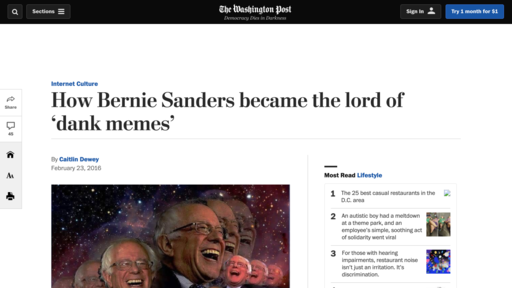 Sections
The Washington Post
Democracy Dies in Darkness
Sign In
Try 1 month for $1
Internet Culture
How Bernie Sanders became the lord of
‘dank memes’
Share
45
By Caitlin Dewey
February 23, 2016
Most Read Lifestyle
1 The 25 best casual restaurants in the
D.C. area
2 An autistic boy had a meltdown
at a theme park, and an
employee's simple, soothing act
of solidarity went viral
3 For those with hearing
impairments, restaurant noise
isn't just an irritation. It's
discrimination.